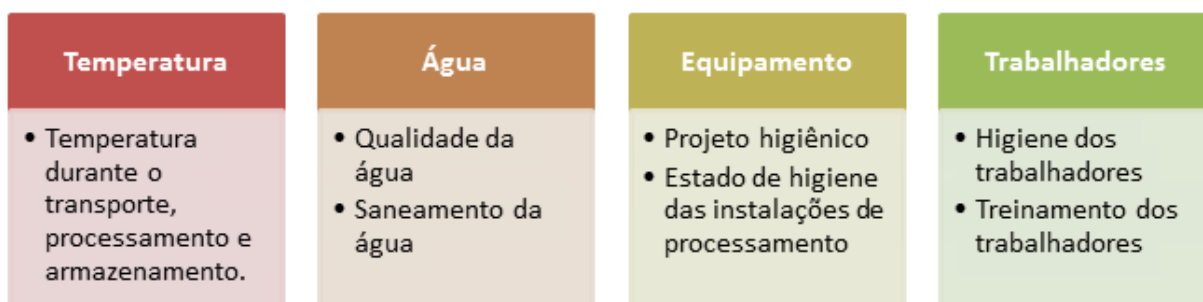 Temperatura
• Temperatura
durante o
transporte,
processamento e
armazenamento.
Água
• Qualidade da
água
• Saneamento da
água
Equipamento
• Projeto higiênico
• Estado de higiene
das instalações de
processamento
Trabalhadores
• Higiene dos
trabalhadores
• Treinamento dos
trabalhadores